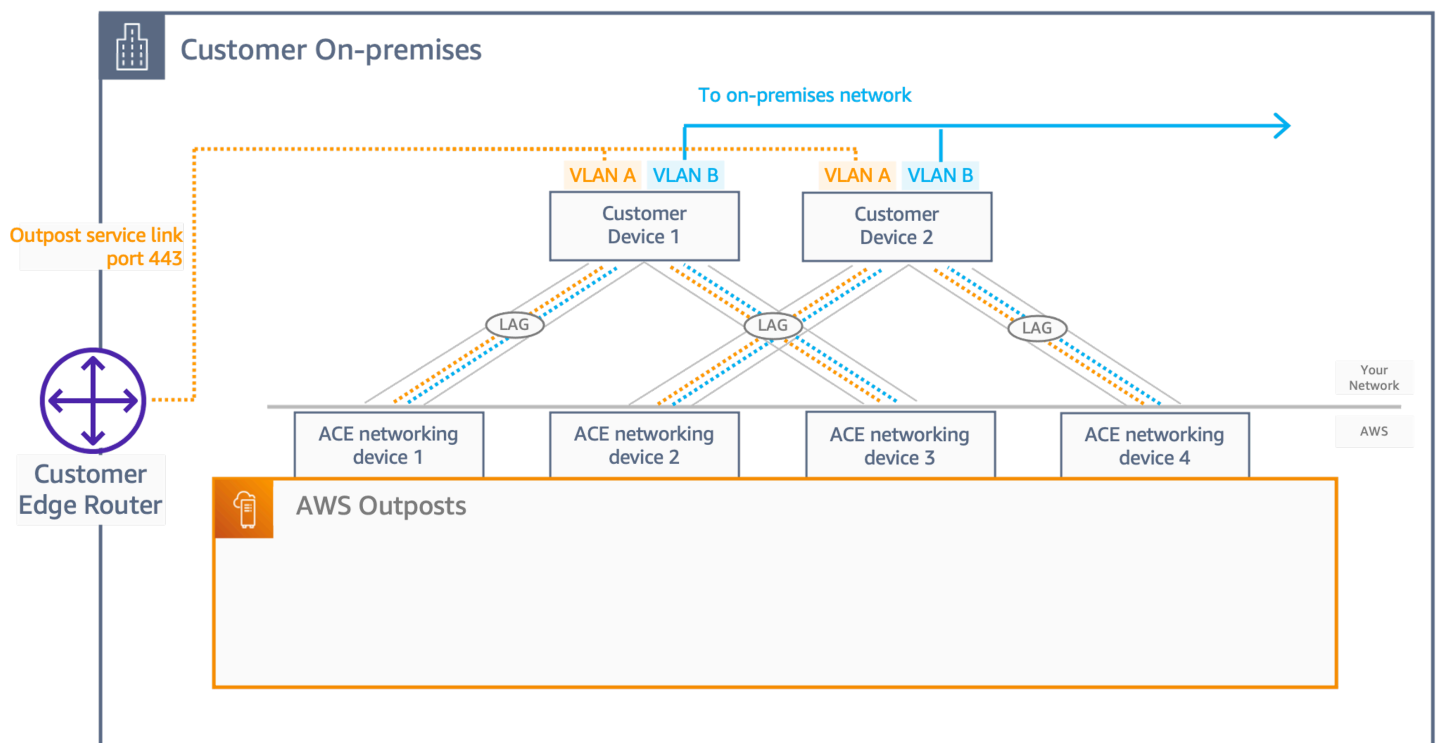 Customer On-premises
To on-premises network
VLAN A
VLAN B
VLAN A
VLAN B
Customer
Device 1
Customer
Device 2
Outpost service link
port 443
LAG
LAG
LAG
Your
Network
AWS
Customer
Edge Router
ACE networking
device 1
ACE networking
device 2
ACE networking
device 3
ACE networking
device 4
AWS Outposts